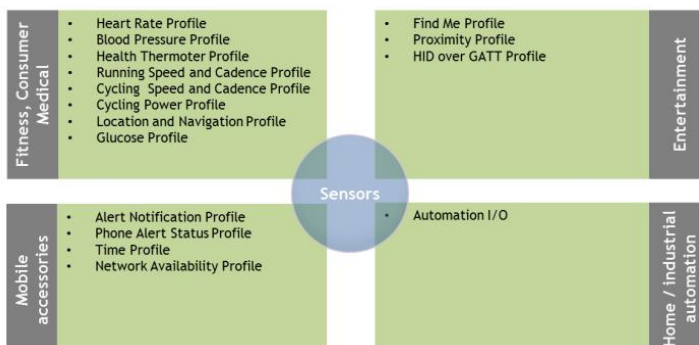 Fitness, Consumer
Medical
• Heart Rate Profile
• Blood Pressure Profile
• Health Thermoter Profile
• Running Speed and Cadence Profile
• Cycling Speed and Cadence Profile
• Cycling Power Profile
• Location and Navigation Profile
• Glucose Profile
• Find Me Profile
• Proximity Profile
• HID over GATT Profile
Entertainment
Sensors
Mobile
accessories
• Alert Notification Profile
• Phone Alert Status Profile
• Time Profile
• Network Availability Profile
• Automation I/O
Home / industrial
automation